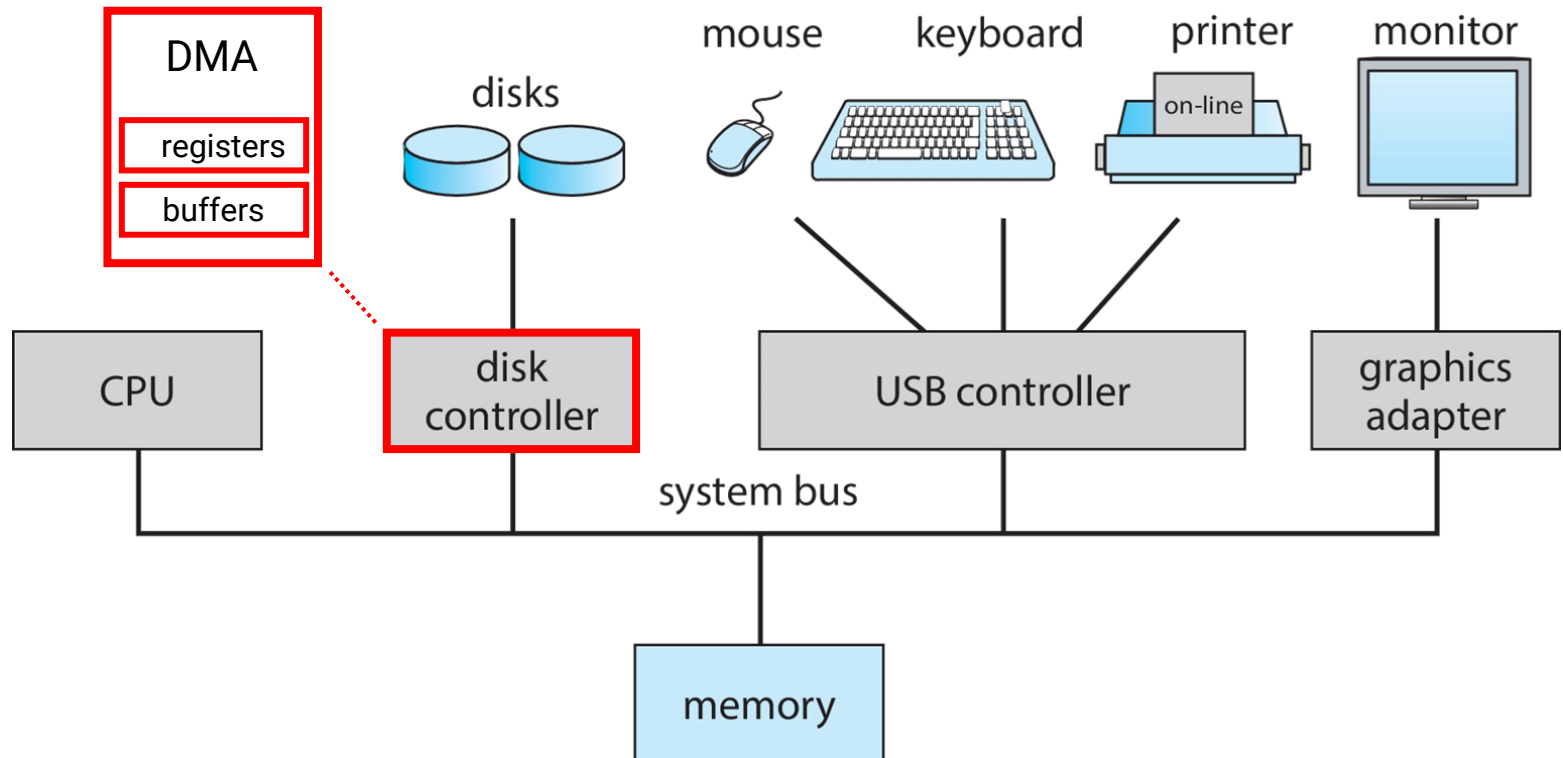 DMA
registers
buffers
disks
mouse
keyboard
printer
monitor
on-line
CPU
disk
controller
USB controller
graphics
adapter
system bus
memory